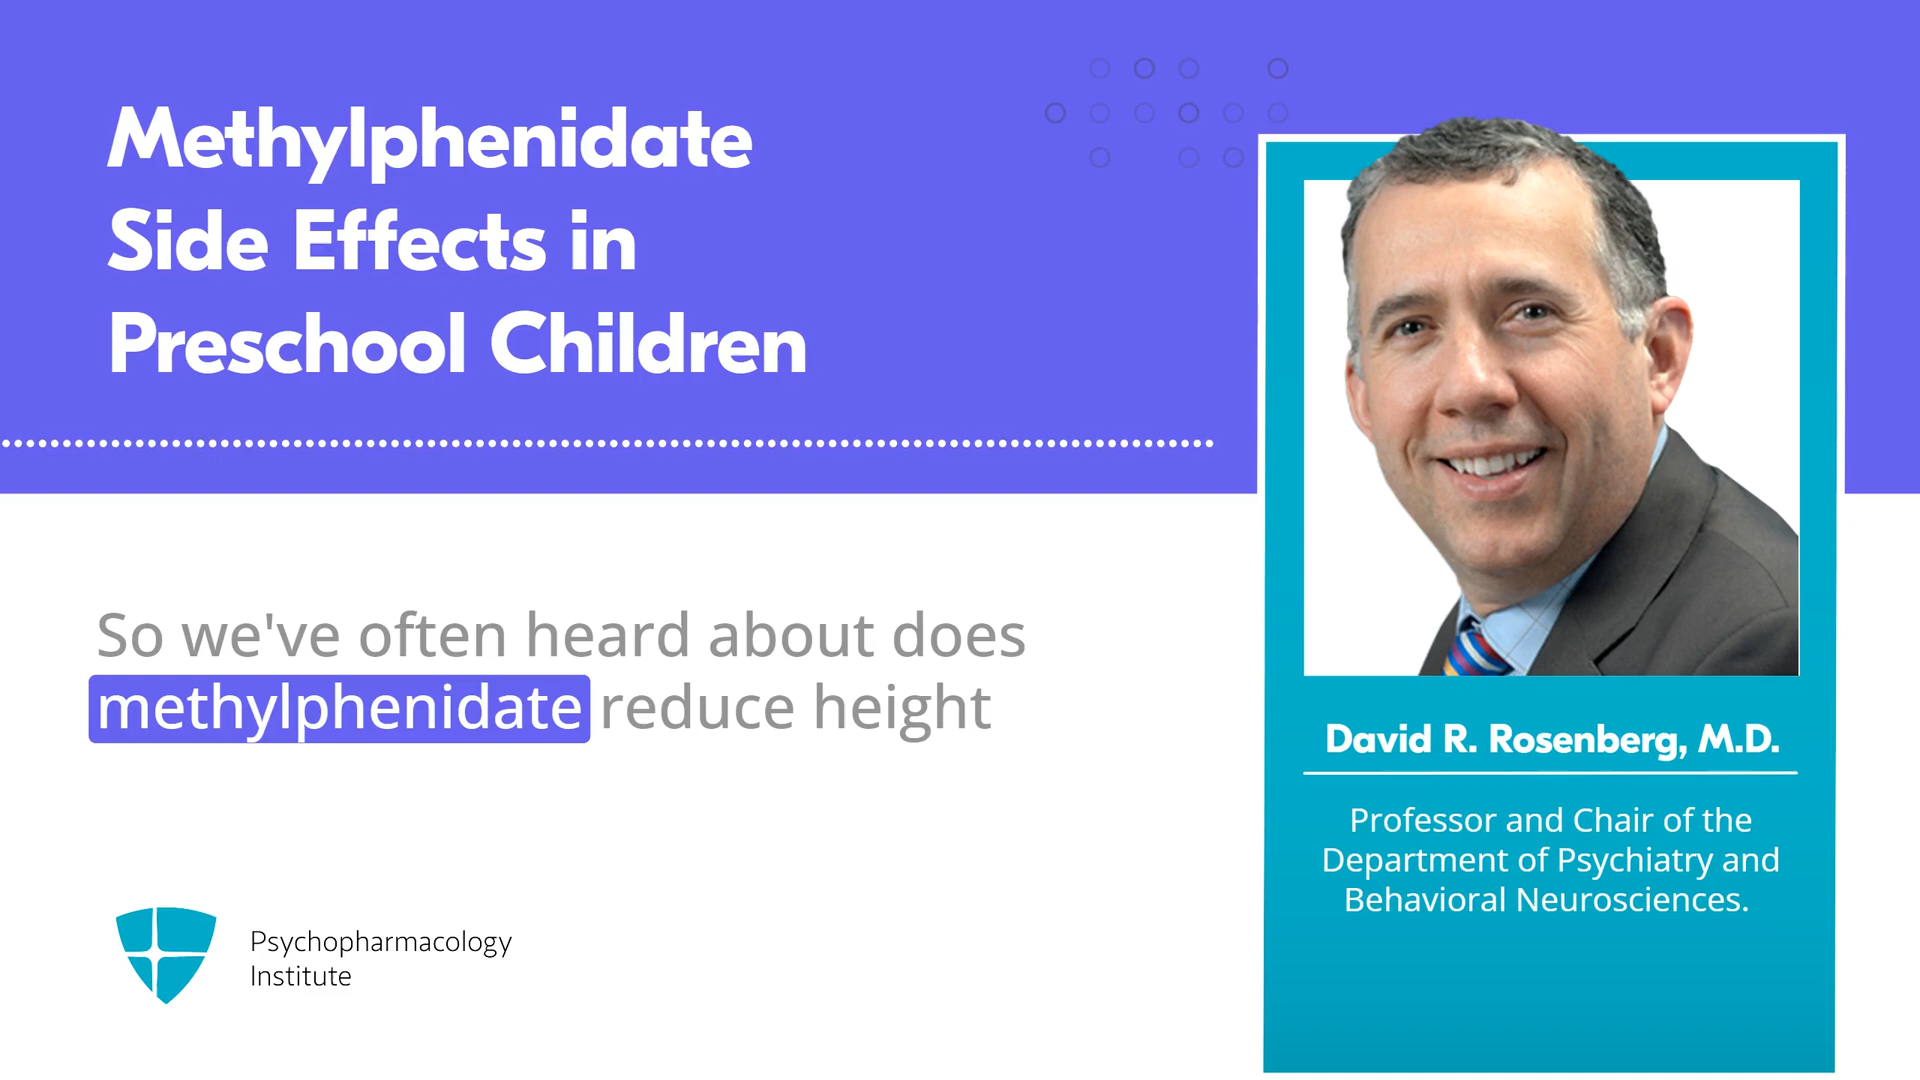 Methylphenidate
Side Effects in
Preschool Children
So we've often heard about does
methylphenidate reduce height
Psychopharmacology
Institute
David R. Rosenberg, M.D.
Professor and Chair of the
Department of Psychiatry and
Behavioral Neurosciences.